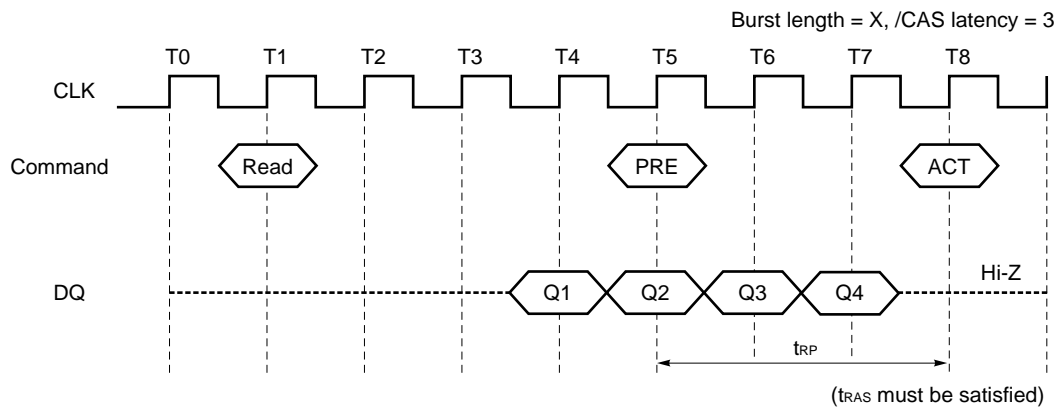 Burst length = X, /CAS latency = 3
T0 T1 T2 T3 T4 T5 T6 T7 T8
CLK
Command Read PRE ACT
Hi-Z
DQ Q1 Q2 Q3 Q4
tRP
(tRAS must be satisfied)